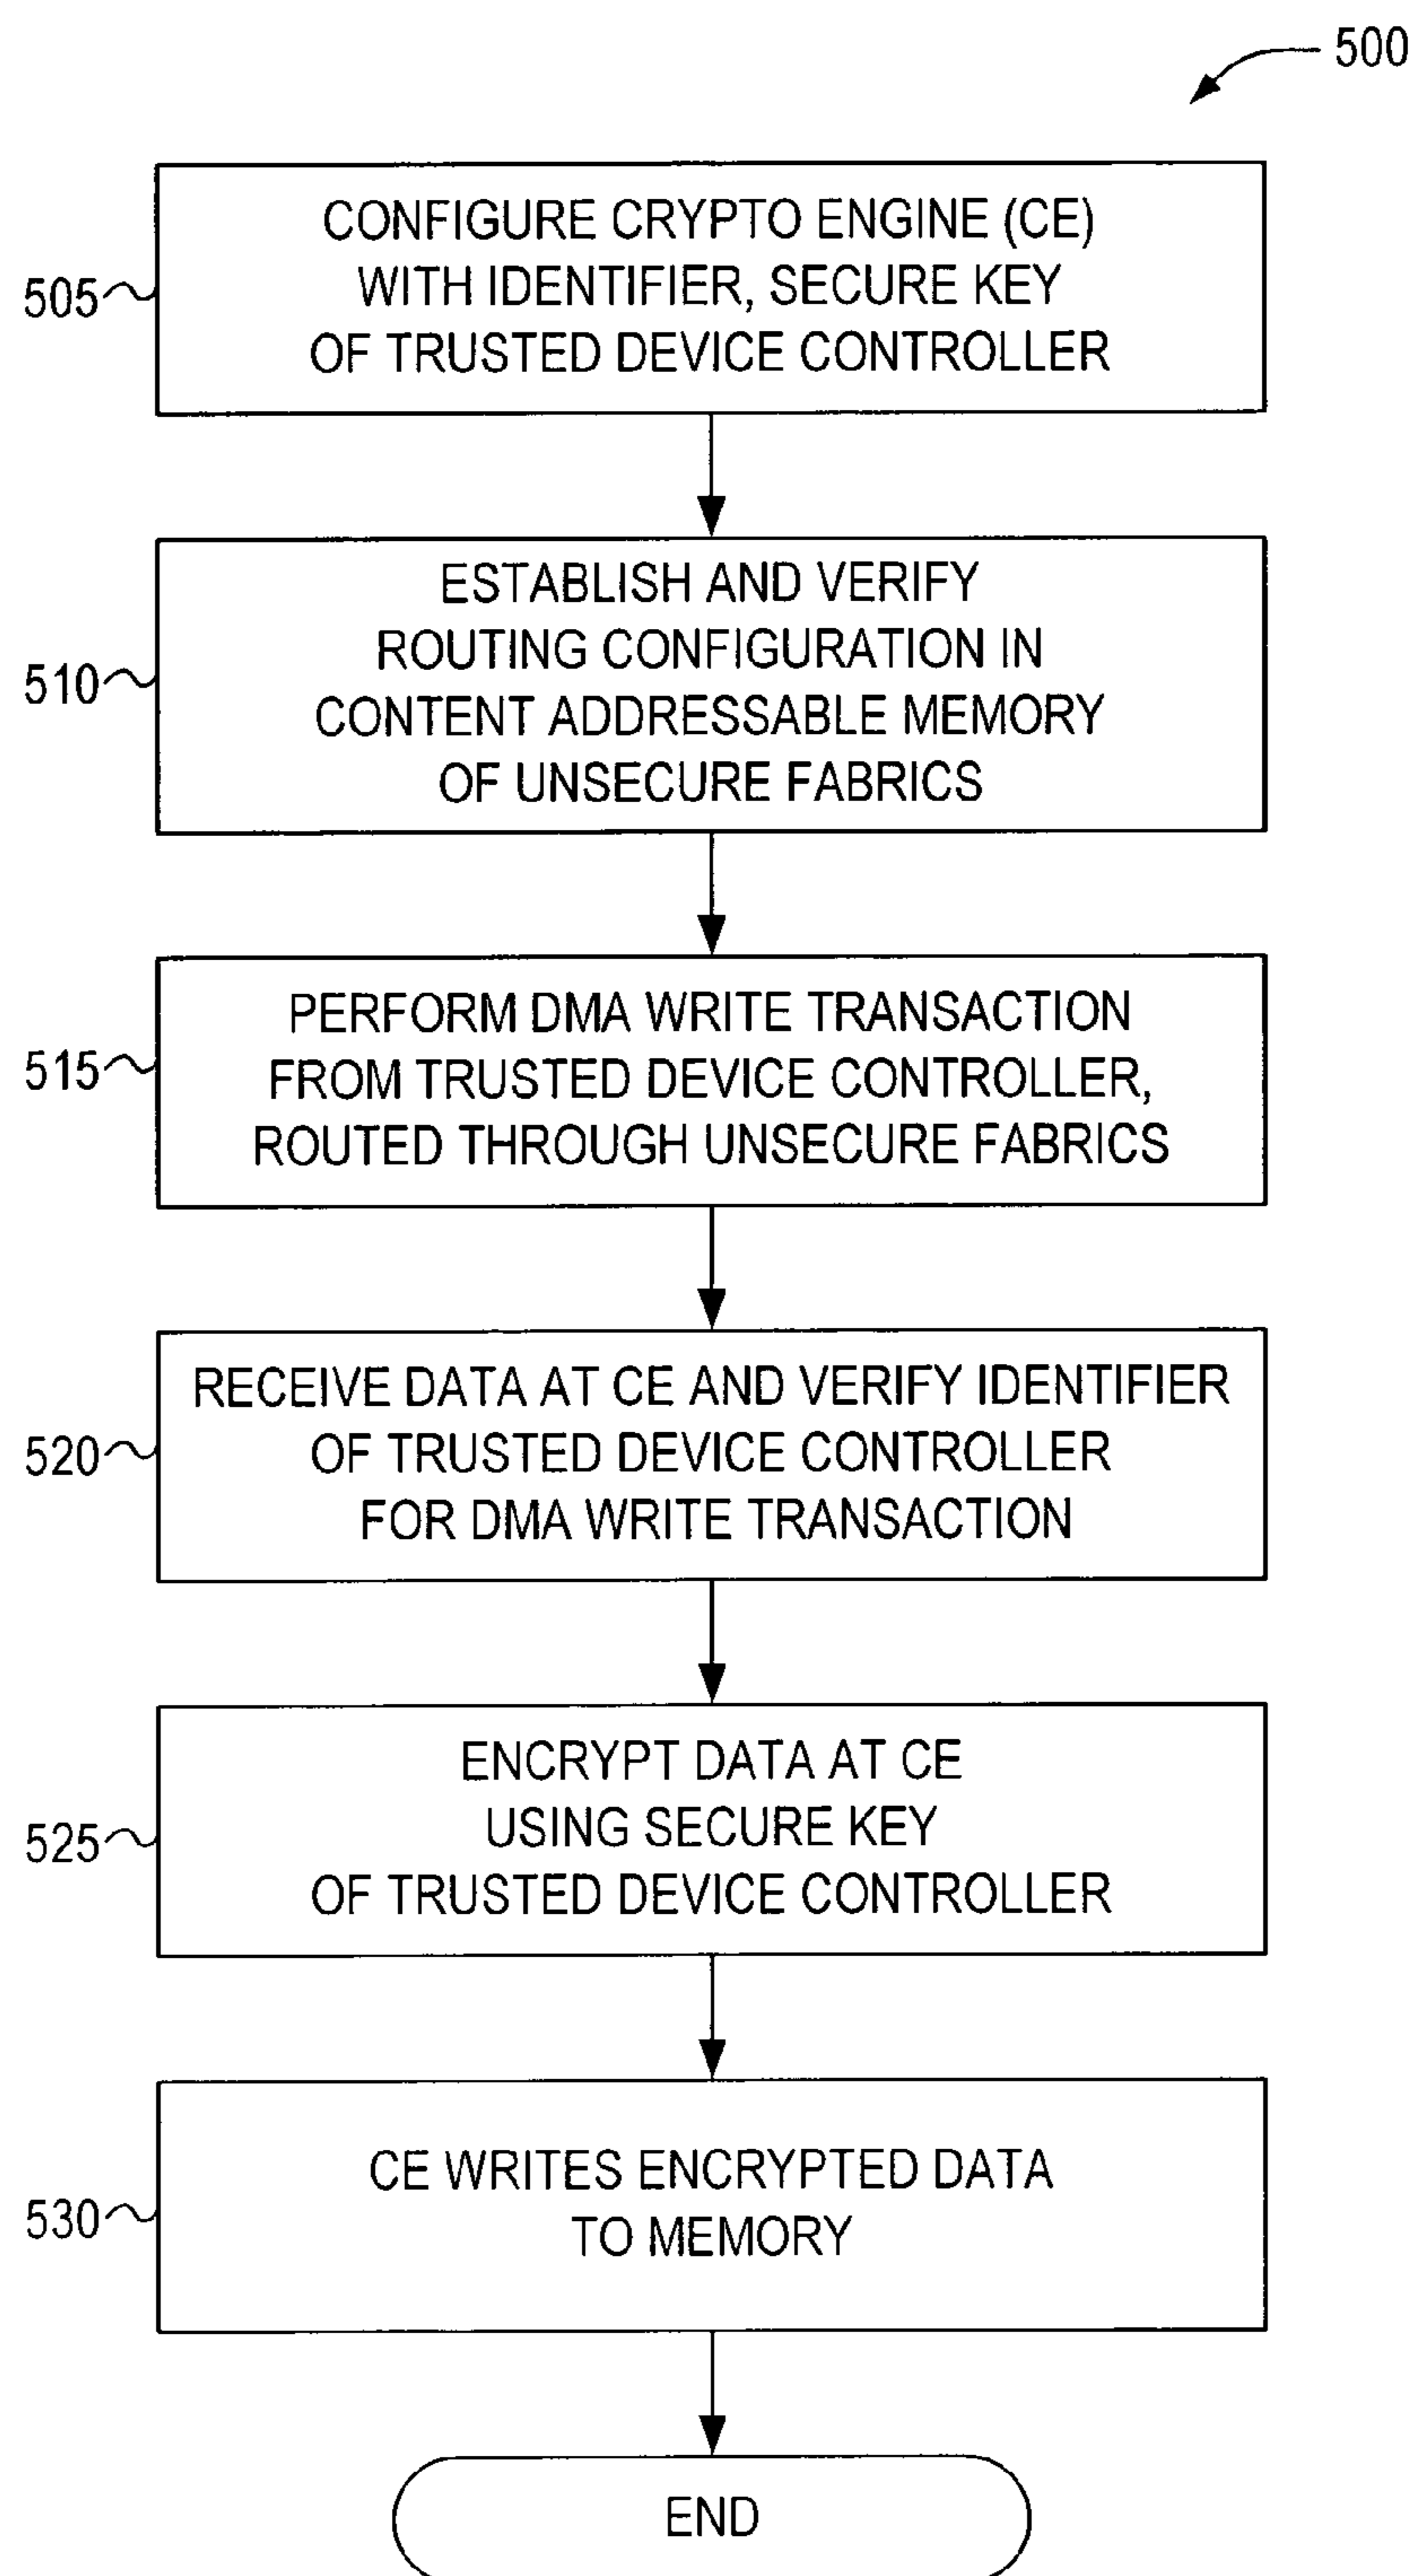 500
CONFIGURE CRYPTO ENGINE (CE)
WITH IDENTIFIER, SECURE KEY
OF TRUSTED DEVICE CONTROLLER
505
ESTABLISH AND VERIFY
ROUTING CONFIGURATION IN
CONTENT ADDRESSABLE MEMORY
OF UNSECURE FABRICS
510
PERFORM DMA WRITE TRANSACTION
FROM TRUSTED DEVICE CONTROLLER,
ROUTED THROUGH UNSECURE FABRICS
515
RECEIVE DATA AT CE AND VERIFY IDENTIFIER
OF TRUSTED DEVICE CONTROLLER
FOR DMA WRITE TRANSACTION
520
ENCRYPT DATA AT CE
USING SECURE KEY
OF TRUSTED DEVICE CONTROLLER
525
CE WRITES ENCRYPTED DATA
TO MEMORY
530
END